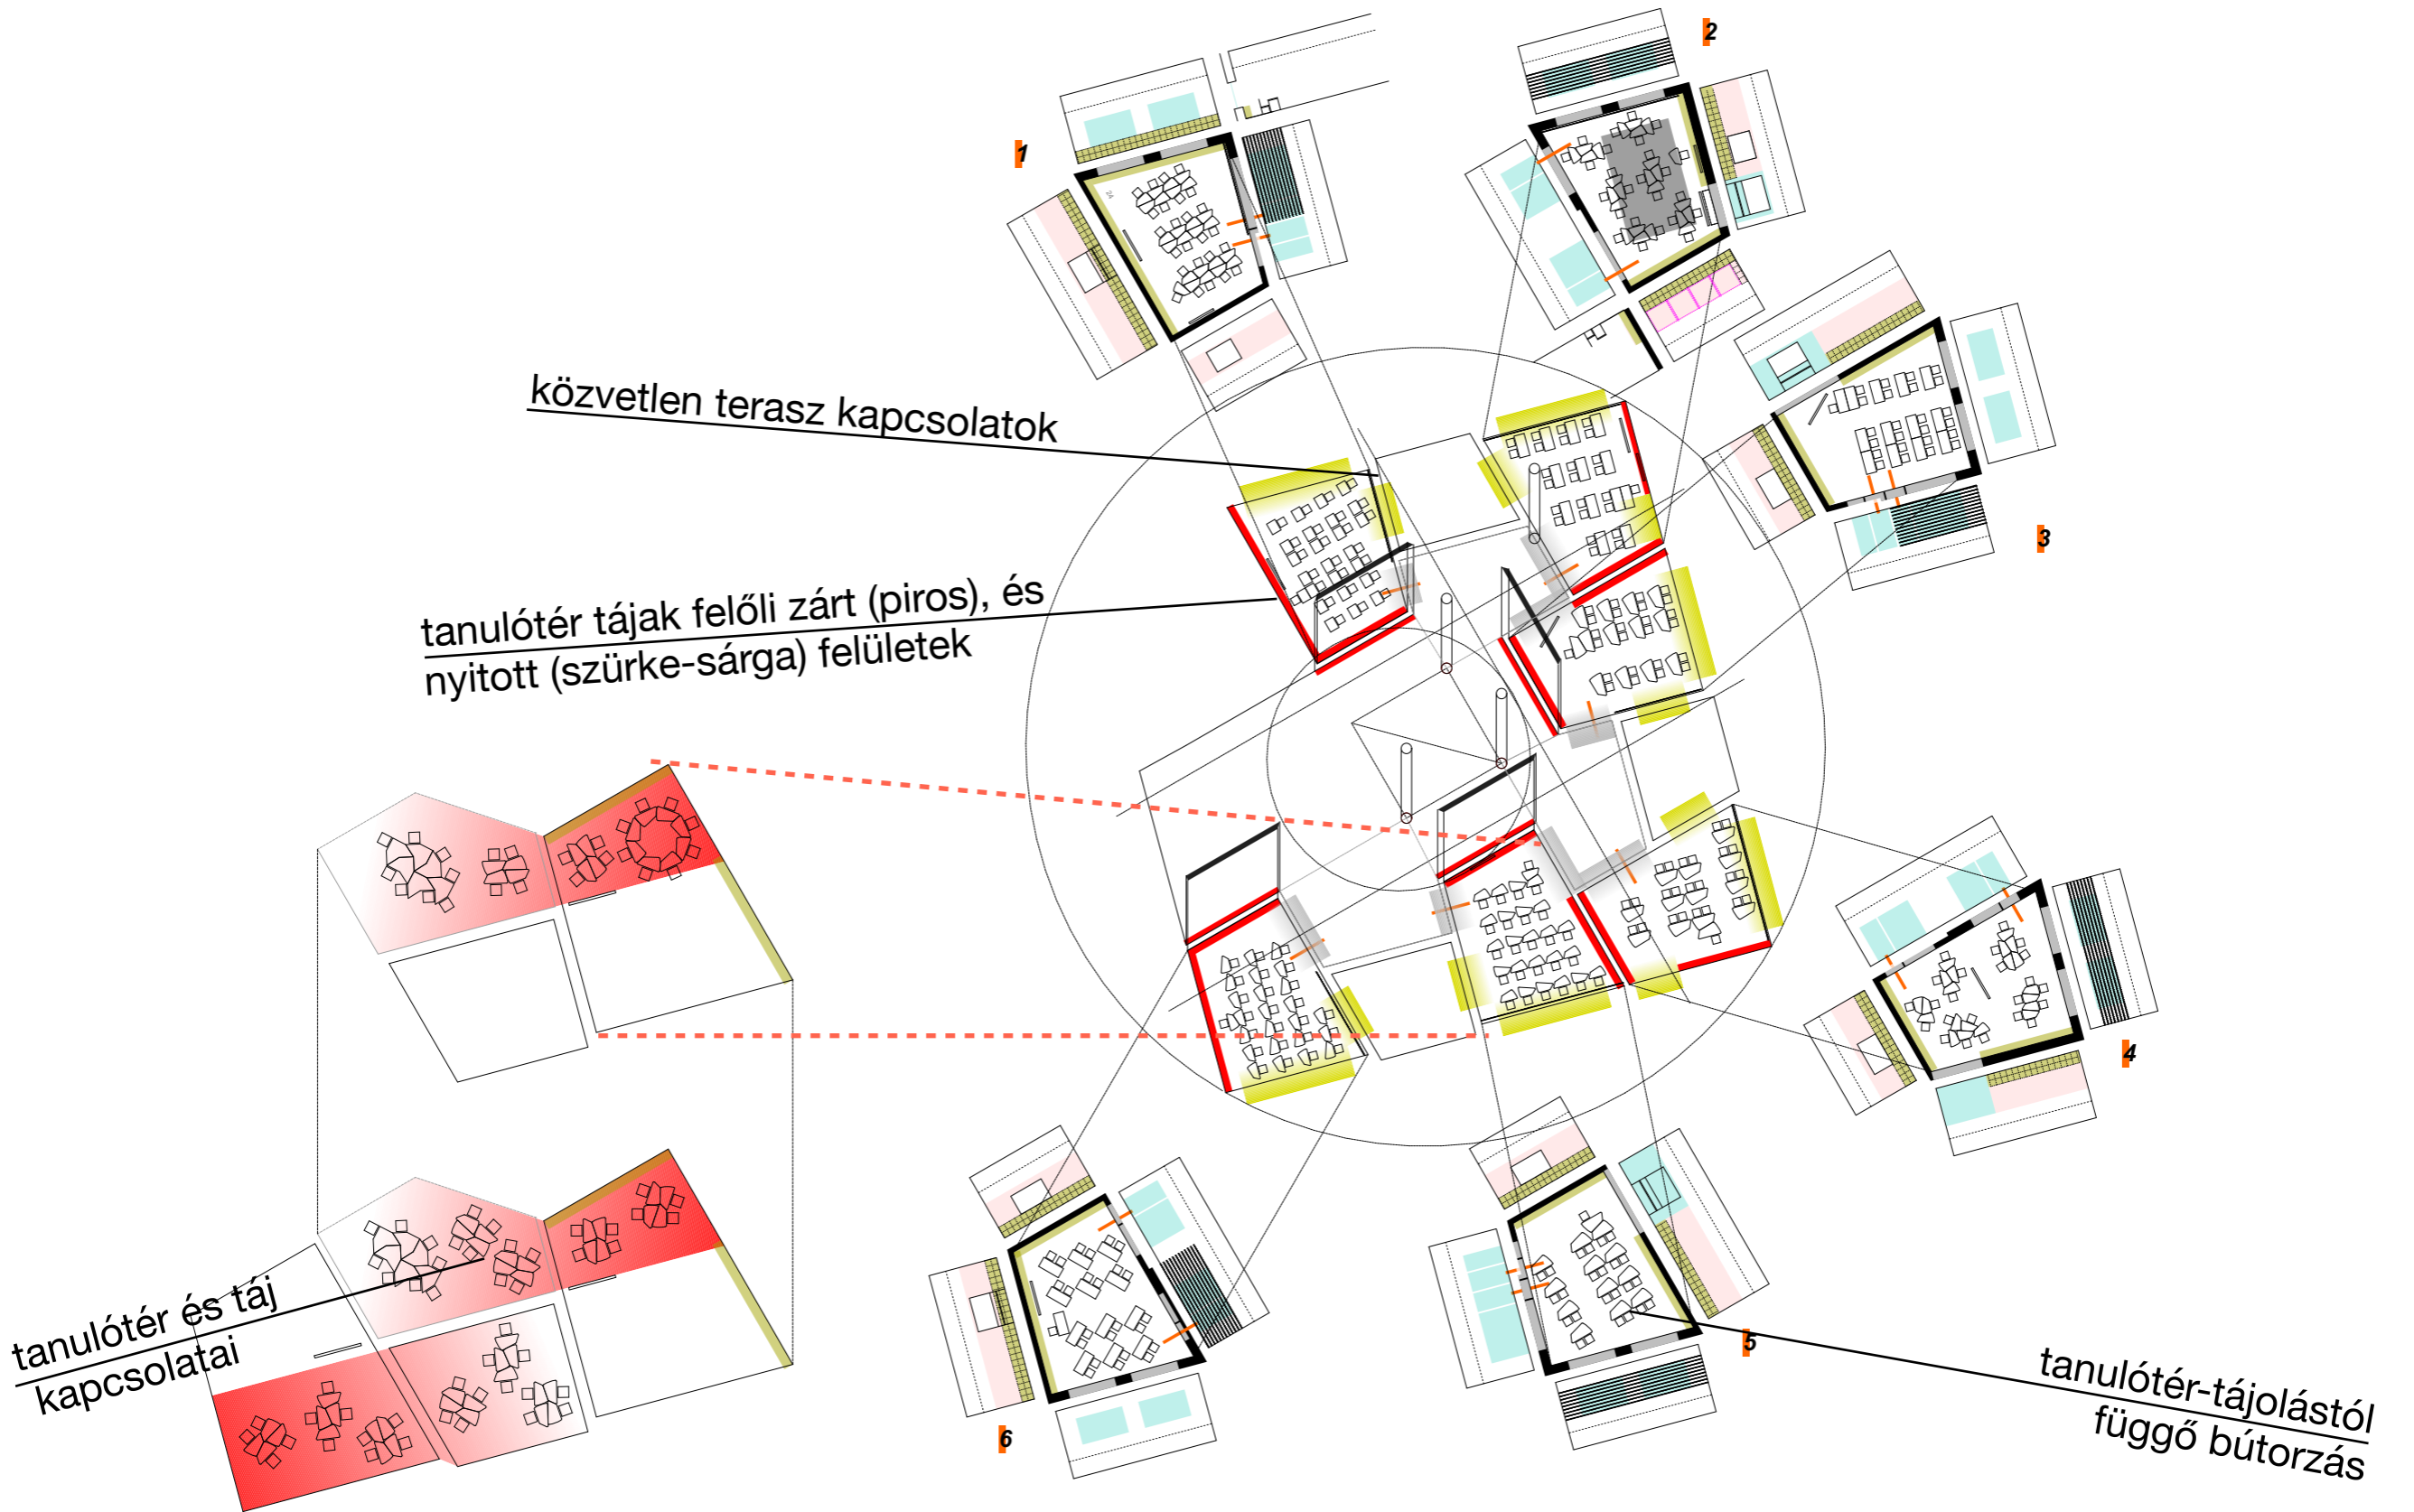 1
2
3
közvetlen terasz kapcsolatok
tanulótér tájak felőli zárt (piros), és
nyitott (szürke-sárga) felületek
4
5
6
tanulótér és táj
kapcsolatai
tanulótér-tájolástól
függő bútorzás